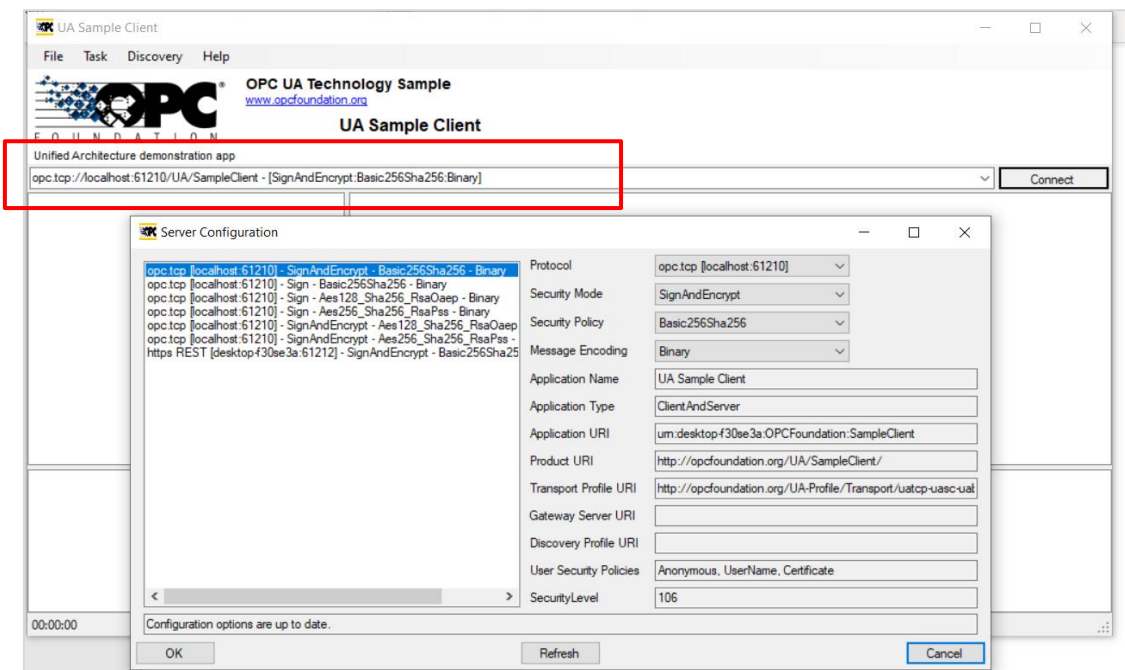 UA Sample Client
File Task Discovery Help
OPC
FOUNDATION
OPC UA Technology Sample
www.opcfoundation.org
UA Sample Client
Unified Architecture demonstration app
opc.tcp://localhost:61210/UA/SampleClient - [SignAndEncrypt:Basic256Sha256:Binary]
Connect
Server Configuration
opc.tcp [localhost:61210] - SignAndEncrypt - Basic256Sha256 - Binary
opc.tcp [localhost:61210] - Sign - Basic256Sha256 - Binary
opc.tcp [localhost:61210] - Sign - Aes128_Sha256_RsaOaep - Binary
opc.tcp [localhost:61210] - Sign - Aes256_Sha256_RsaPss - Binary
opc.tcp [localhost:61210] - SignAndEncrypt - Aes128_Sha256_RsaOaep
opc.tcp [localhost:61210] - SignAndEncrypt - Aes256_Sha256_RsaPss -
https REST [desktop-f30se3a:61212] - SignAndEncrypt - Basic256Sha25
Protocol opc.tcp [localhost:61210]
Security Mode SignAndEncrypt
Security Policy Basic256Sha256
Message Encoding Binary
Application Name UA Sample Client
Application Type ClientAndServer
Application URI urn:desktop-f30se3a:OPCFoundation:SampleClient
Product URI http://opcfoundation.org/UA/SampleClient/
Transport Profile URI http://opcfoundation.org/UA-Profile/Transport/uatcp-uasc-uab
Gateway Server URI
Discovery Profile URI
User Security Policies Anonymous, UserName, Certificate
SecurityLevel 106
Configuration options are up to date.
00:00:00
OK Refresh Cancel